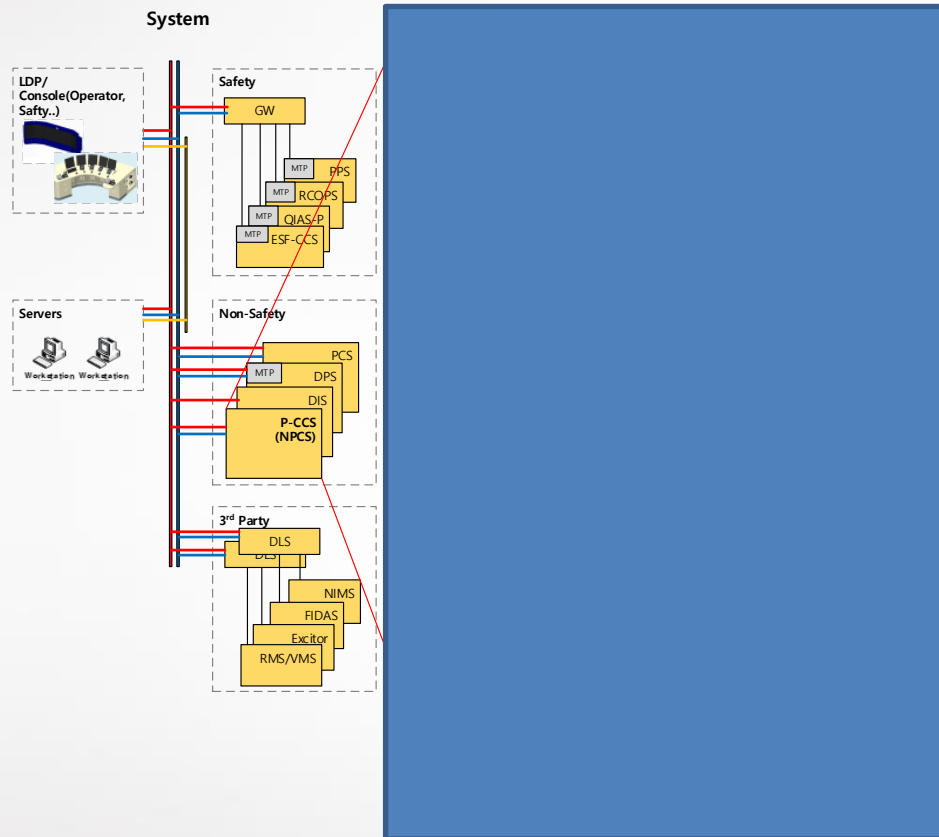 System
LDP/
Console(Operator,
Safty..)
Safety
GW
MTP
PPS
MTP
RCOPS
MTP
QIAS-P
MTP
ESF-CCS
Servers
Workstation Workstation
Non-Safety
PCS
MTP
DPS
DIS
P-CCS
(NPCS)
3rd Party
DLS
DLS
NIMS
FIDAS
Excitor
RMS/VMS